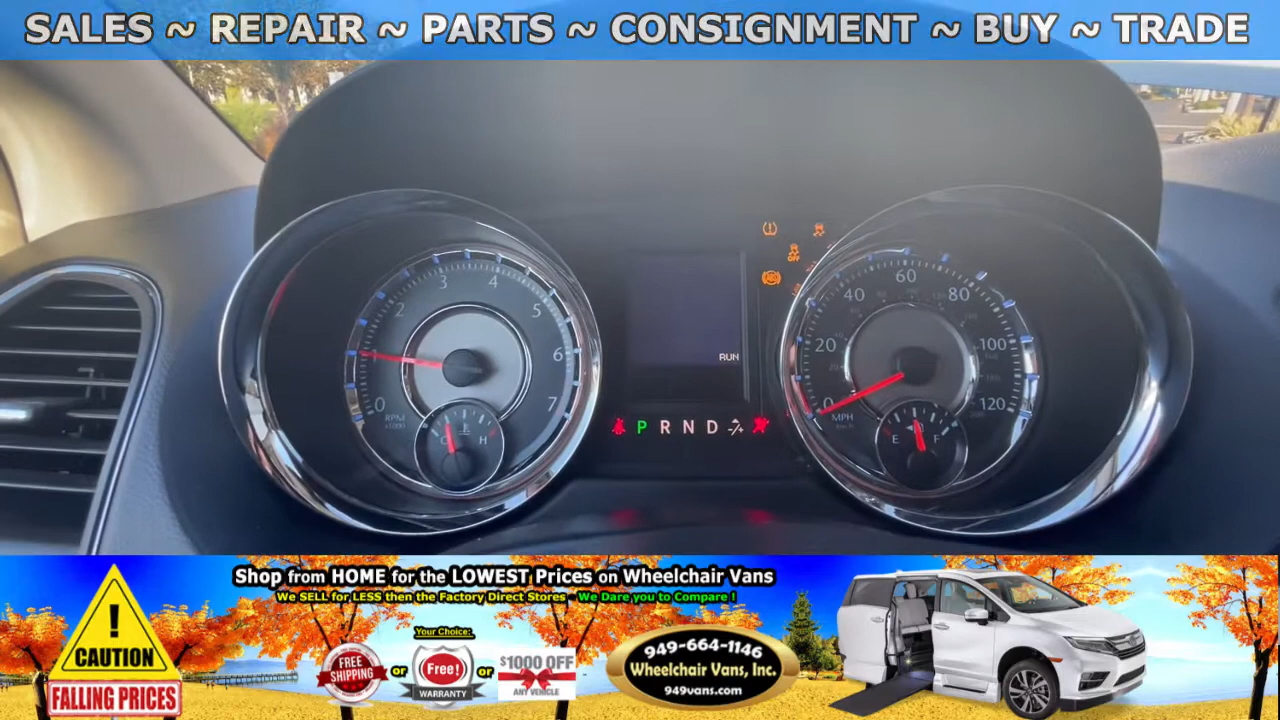 SALES ~ REPAIR ~ PARTS ~ CONSIGNMENT ~ BUY ~ TRADE
0 1 2 3 4 5 6 7
RPM
x1000
C E H
OFF
RUN
P R N D -/+
0 20 40 60 80 100 120
MPH
km/h
E F
Shop from HOME for the LOWEST Prices on Wheelchair Vans
We SELL for LESS then the Factory Direct Stores - We Dare you to Compare !
!
CAUTION
FALLING PRICES
Your Choice:
FREE
SHIPPING
or
Free!
WARRANTY
or
$1000 OFF
ANY VEHICLE
949-664-1146
Wheelchair Vans, Inc.
949vans.com